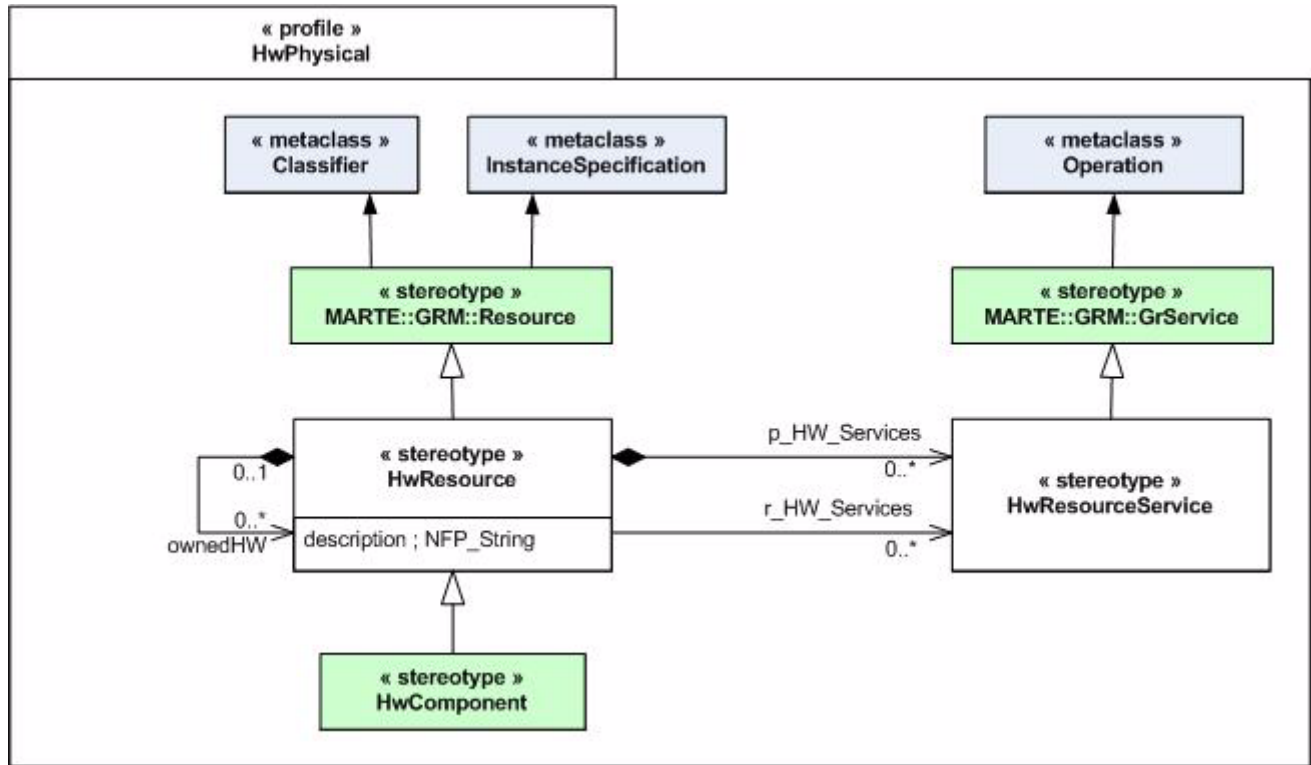 « profile »
HwPhysical
« metaclass »
Classifier
« metaclass »
InstanceSpecification
« metaclass »
Operation
« stereotype »
MARTE::GRM::Resource
« stereotype »
MARTE::GRM::GrService
« stereotype »
HwResource
description ; NFP_String
0..1
0..*
ownedHW
p_HW_Services
0..*
r_HW_Services
0..*
« stereotype »
HwResourceService
« stereotype »
HwComponent